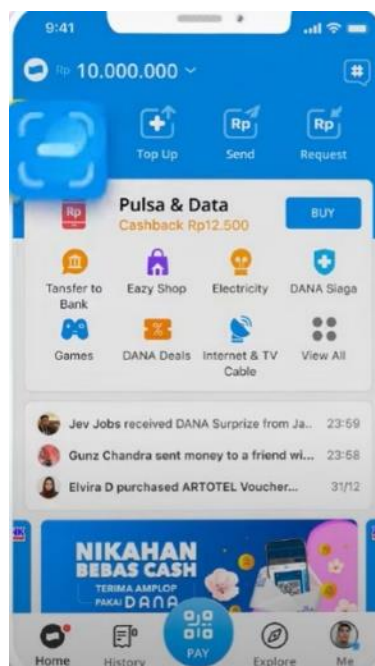 9:41
Rp 10.000.000
#
Top Up
Rp
Send
Rp
Request
Rp
Pulsa & Data
Cashback Rp12.500
BUY
Tansfer to
Bank
Eazy Shop
Electricity
DANA Siaga
Games
DANA Deals
Internet & TV
Cable
View All
Jev Jobs received DANA Surprize from Ja.. 23:59
Gunz Chandra sent money to a friend wi... 23:58
Elvira D purchased ARTOTEL Voucher... 31/12
NIKAHAN
BEBAS CASH
TERIMA AMPLOP
PAKAI DANA
Home
History
PAY
Explore
Me